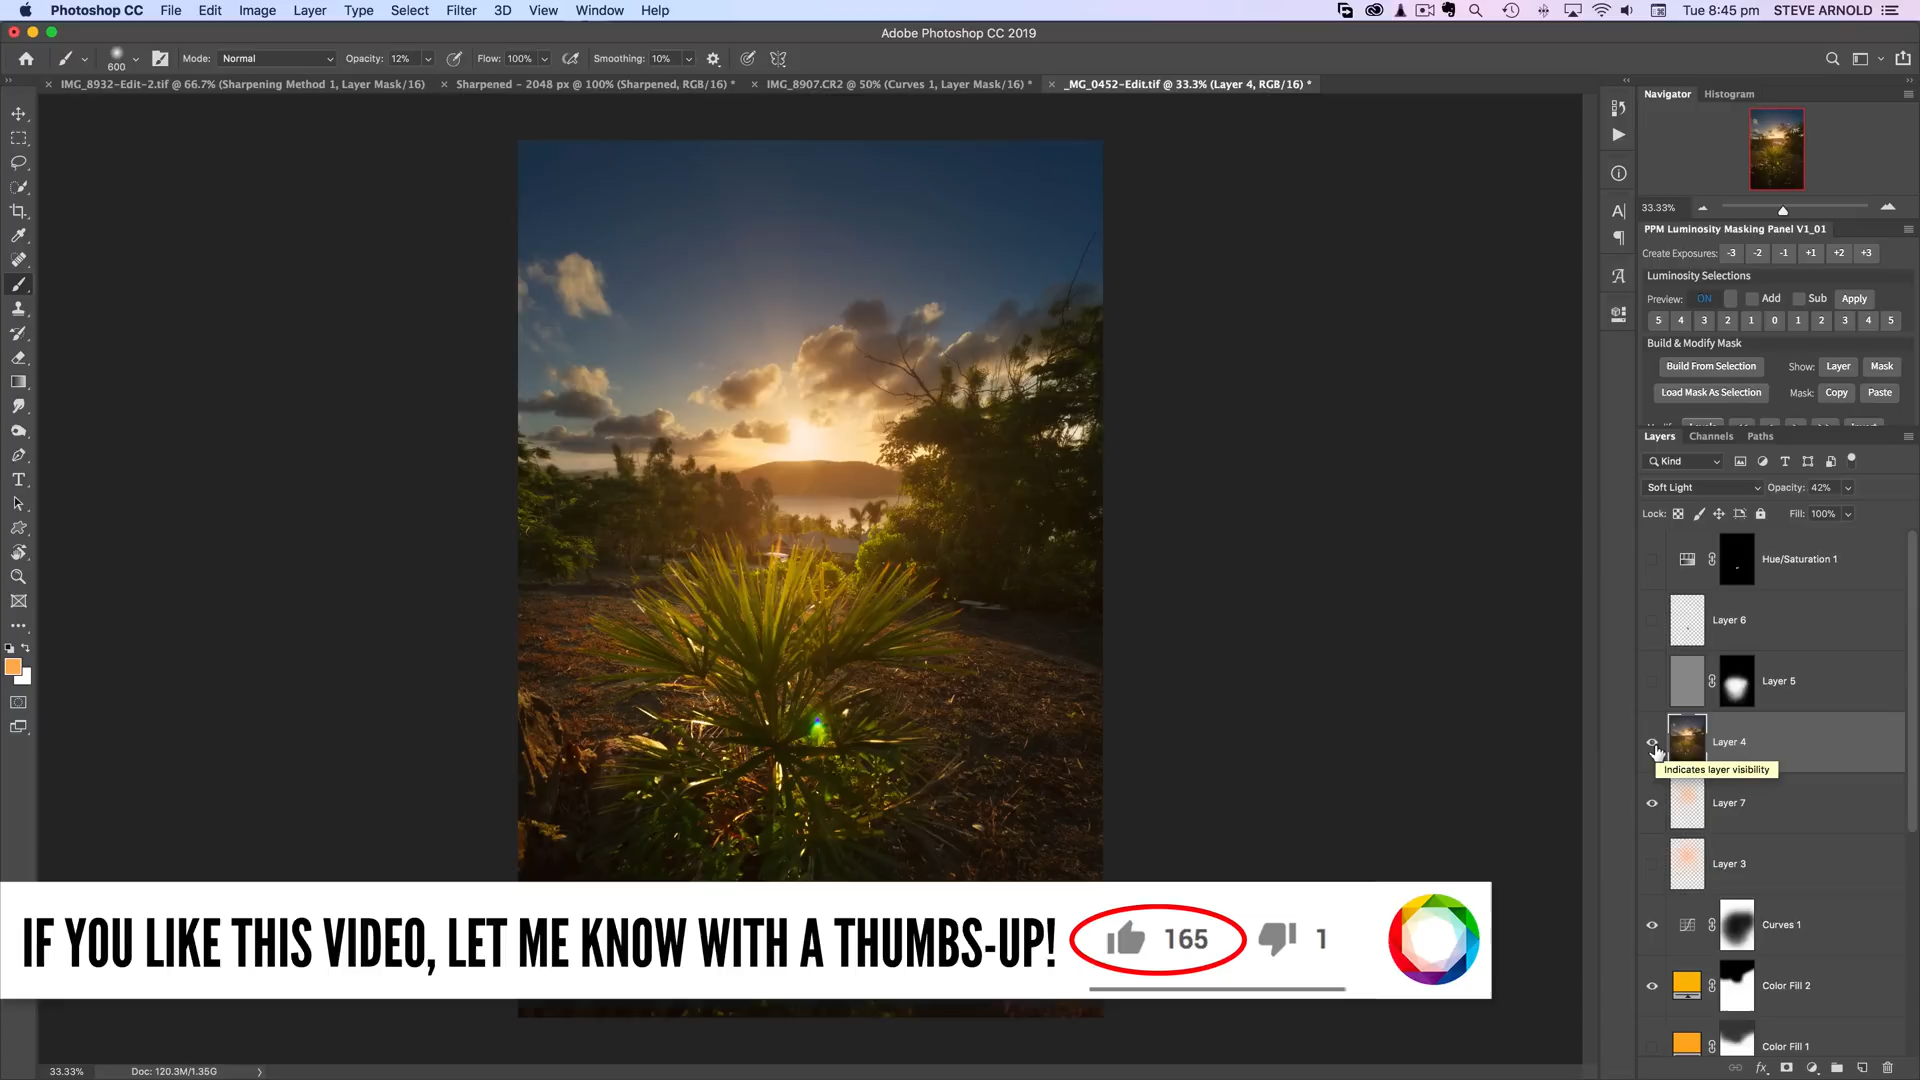 Photoshop CC File Edit Image Layer Type Select Filter 3D View Window Help Tue 8:45 pm STEVE ARNOLD
Adobe Photoshop CC 2019
600 Mode: Normal Opacity: 12% Flow: 100% Smoothing: 10%
IMG_8932-Edit-2.tif @ 66.7% (Sharpening Method 1, Layer Mask/16) Sharpened - 2048 px @ 100% (Sharpened, RGB/16) * IMG_8907.CR2 @ 50% (Curves 1, Layer Mask/16) * _MG_0452-Edit.tif @ 33.3% (Layer 4, RGB/16) *
Navigator Histogram
33.33%
PPM Luminosity Masking Panel V1_01
Create Exposures: -3 -2 -1 +1 +2 +3
Luminosity Selections
Preview: ON Add Sub Apply
5 4 3 2 1 0 1 2 3 4 5
Build & Modify Mask
Build From Selection Show: Layer Mask
Load Mask As Selection Mask: Copy Paste
Layers Channels Paths
Kind
Soft Light Opacity: 42%
Lock: Fill: 100%
Hue/Saturation 1
Layer 6
Layer 5
Layer 4
Indicates layer visibility
Layer 7
Layer 3
Curves 1
Color Fill 2
Color Fill 1
IF YOU LIKE THIS VIDEO, LET ME KNOW WITH A THUMBS-UP! 165 1
33.33% Doc: 120.3M/1.35G